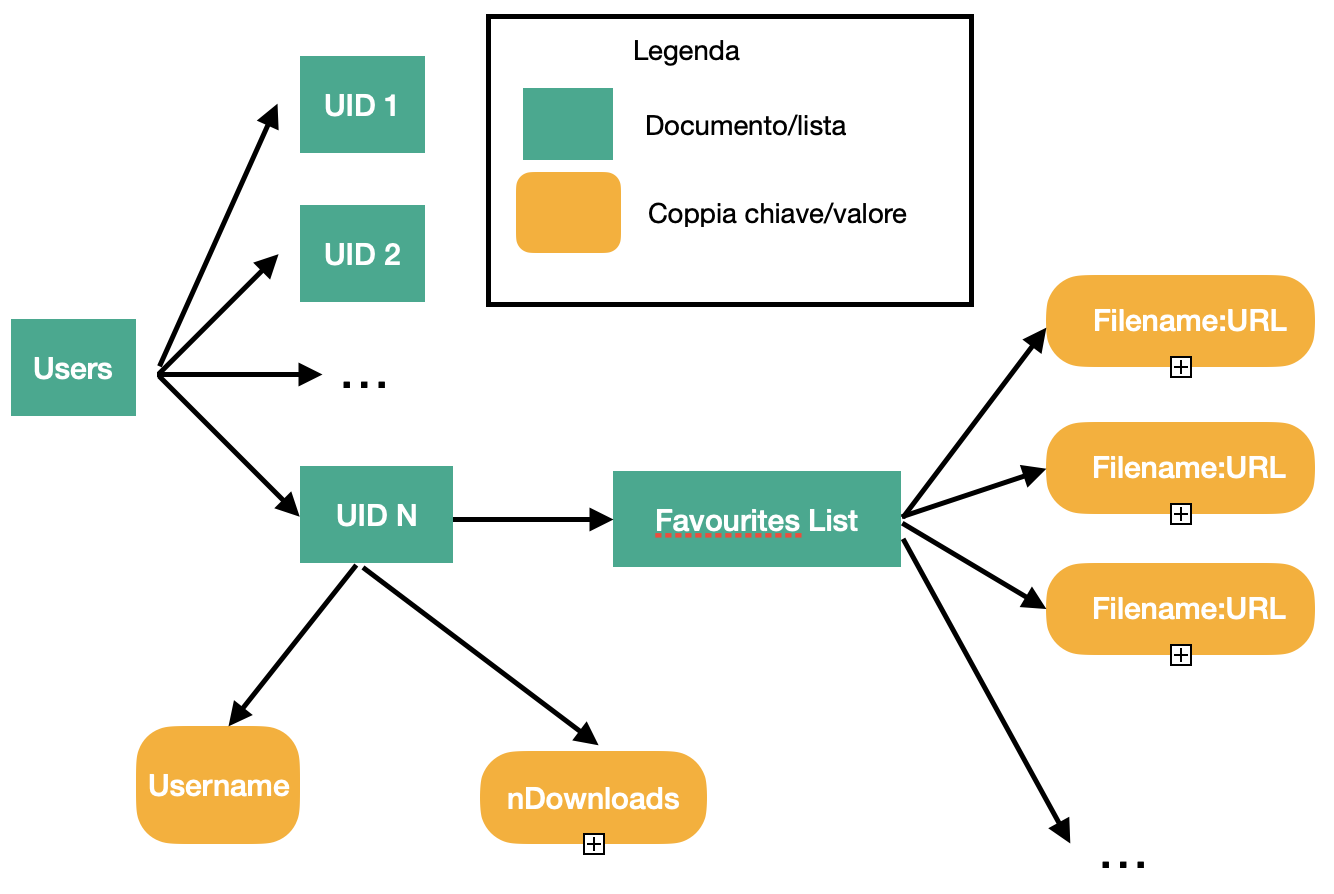 Legenda
Documento/lista
Coppia chiave/valore
UID 1
UID 2
Users
...
UID N
Favourites List
Filename:URL
Filename:URL
Filename:URL
...
Username
nDownloads